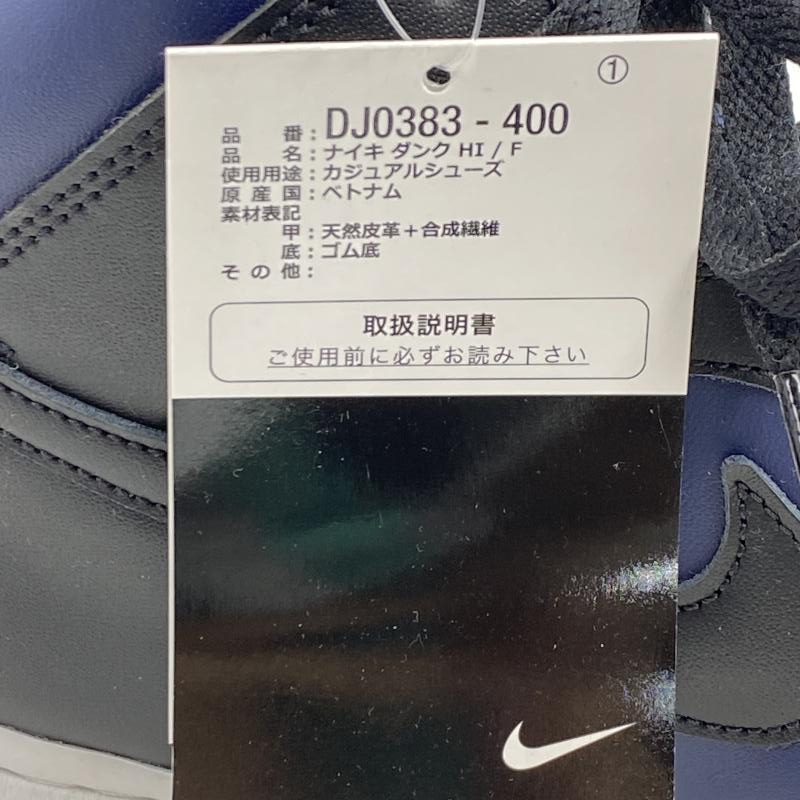 ①
品番：DJ0383 - 400
品名：ナイキ ダンク HI / F
使用用途：カジュアルシューズ
原産国：ベトナム
素材表記
甲：天然皮革＋合成繊維
底：ゴム底
その他：
取扱説明書
ご使用前に必ずお読み下さい